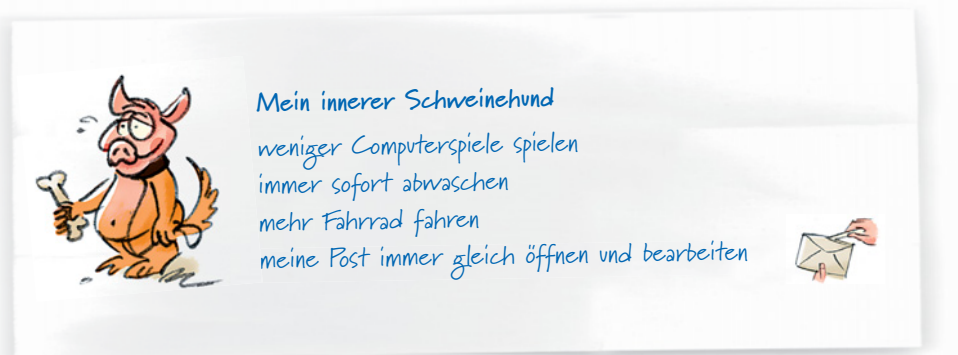 Mein innerer Schweinehund
weniger Computerspiele spielen
immer sofort abwaschen
mehr Fahrrad fahren
meine Post immer gleich öffnen und bearbeiten